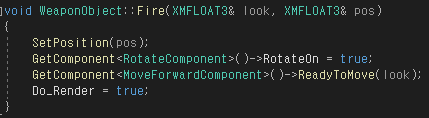 void WeaponObject::Fire(XMFLOAT3& look, XMFLOAT3& pos)
{
    SetPosition(pos);
    GetComponent<RotateComponent>()->RotateOn = true;
    GetComponent<MoveForwardComponent>()->ReadyToMove(look);
    Do_Render = true;
}